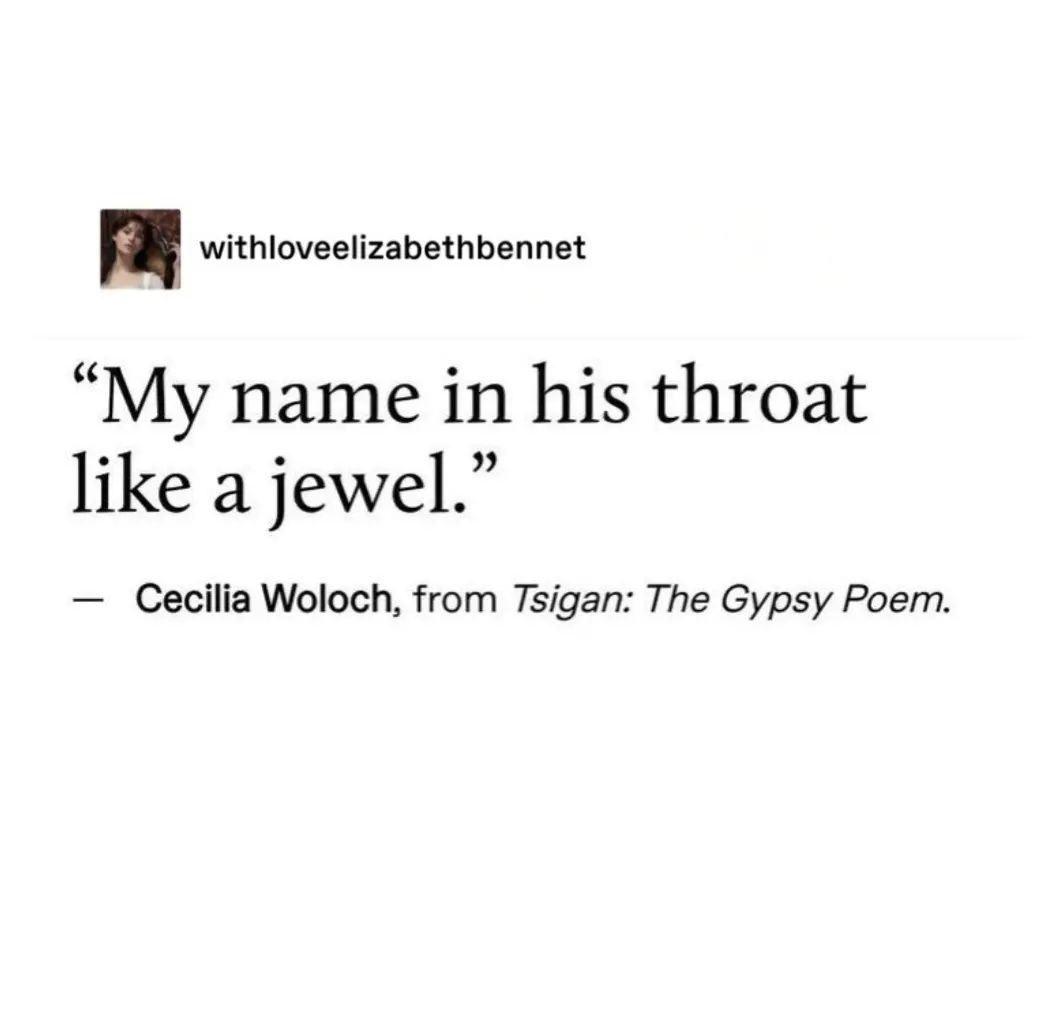 withloveelizabethbennet
“My name in his throat
like a jewel.”
— Cecilia Woloch, from Tsigan: The Gypsy Poem.